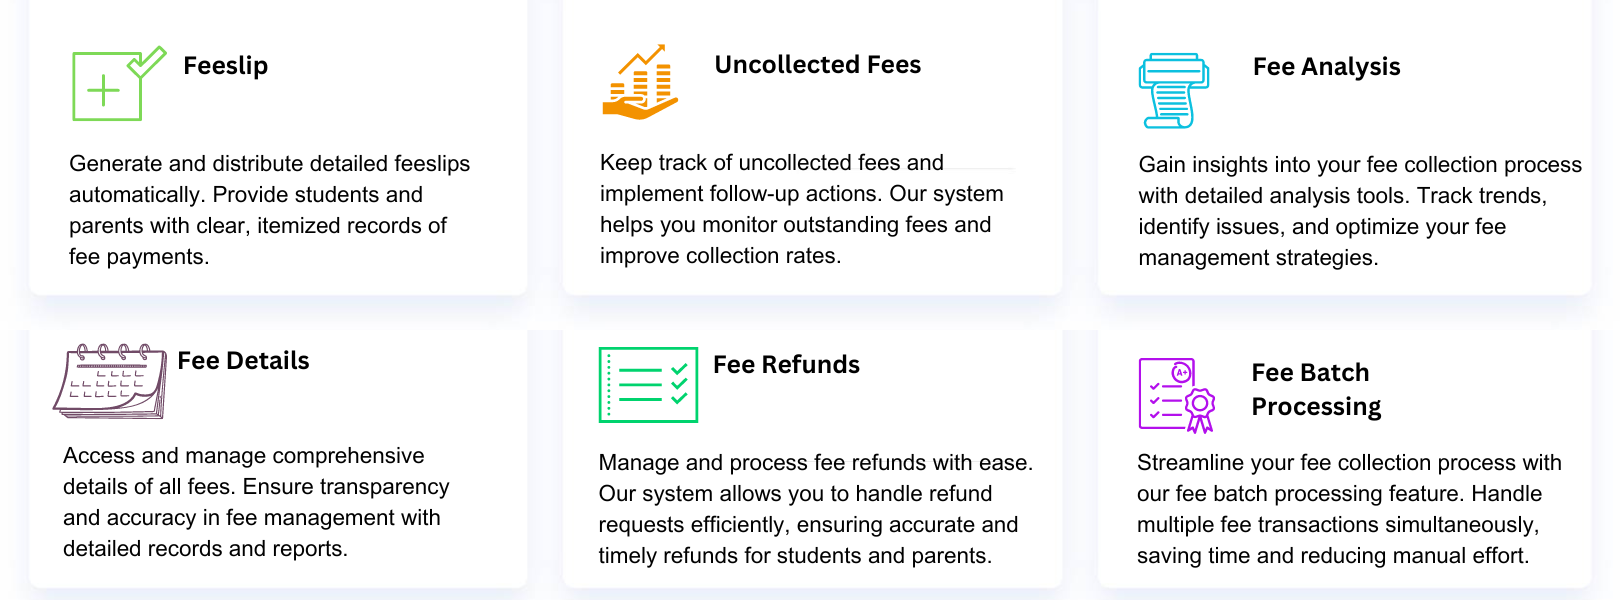 Feeslip
Generate and distribute detailed feeslips
automatically. Provide students and
parents with clear, itemized records of
fee payments.
Uncollected Fees
Keep track of uncollected fees and
implement follow-up actions. Our system
helps you monitor outstanding fees and
improve collection rates.
Fee Analysis
Gain insights into your fee collection process
with detailed analysis tools. Track trends,
identify issues, and optimize your fee
management strategies.
Fee Details
Access and manage comprehensive
details of all fees. Ensure transparency
and accuracy in fee management with
detailed records and reports.
Fee Refunds
Manage and process fee refunds with ease.
Our system allows you to handle refund
requests efficiently, ensuring accurate and
timely refunds for students and parents.
A+
Fee Batch
Processing
Streamline your fee collection process with
our fee batch processing feature. Handle
multiple fee transactions simultaneously,
saving time and reducing manual effort.